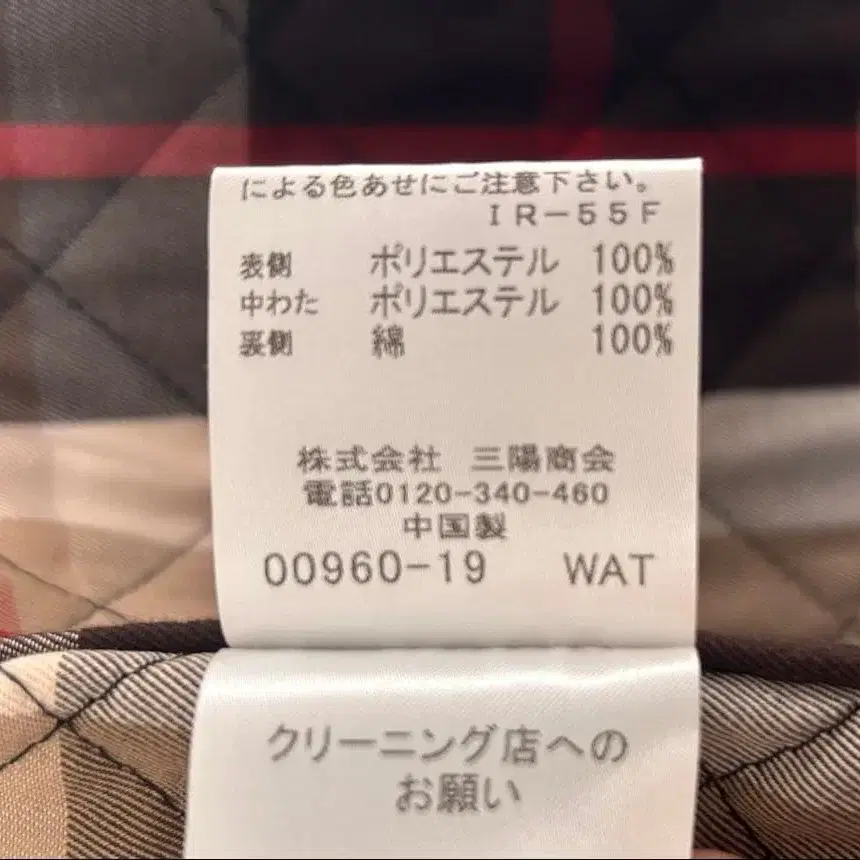 による色あせにご注意下さい。
IR-55F
表側 ポリエステル 100%
中わた ポリエステル 100%
裏側 綿 100%
株式会社 三陽商会
電話0120-340-460
中国製
00960-19 WAT
クリーニング店への
お願い